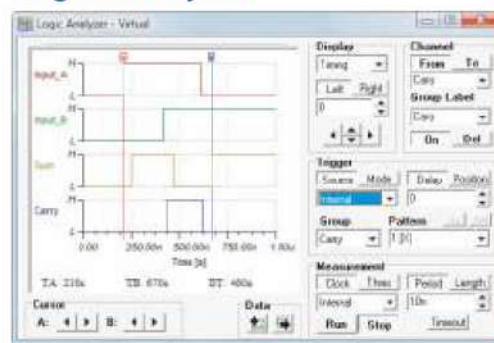 Logic Analyzer - Virtual
Input_A
H
L
Input_B
H
L
Sum
H
L
Carry
H
L
0.00 250.00n 500.00n 750.00n 1.00u
Time [s]
TA: 210n TB: 670n BT: 460n
Cursor
A: B:
Data
Display
Timing
Left Right
0
Channel
From To
Carry
Group Label
Carry
On Del
Trigger
Source Mode
Delay Position
Internal
0
Group Pattern
Carry 1 [X]
Measurement
Clock Thres
Period Length
Internal
10n
Run Stop
Timeout